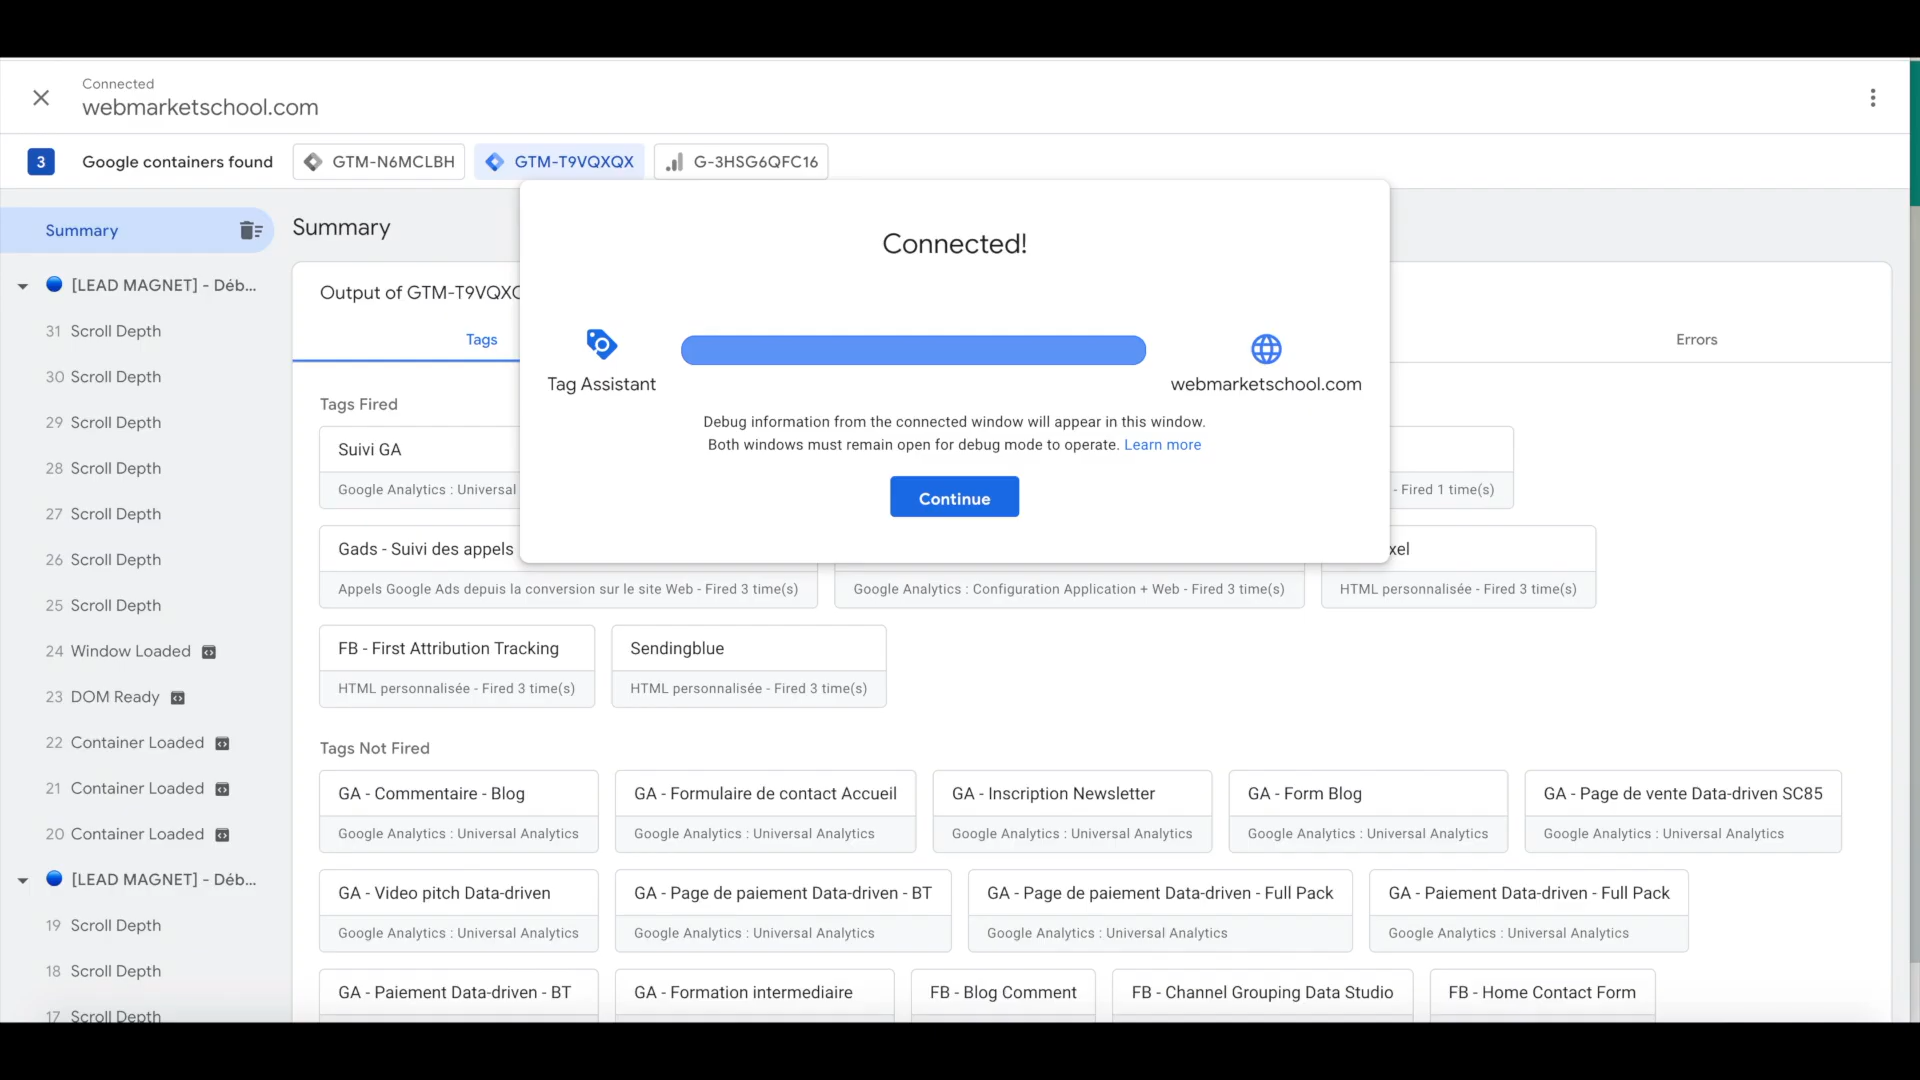 Connected
webmarketschool.com
3 Google containers found GTM-N6MCLBH GTM-T9VQXQX G-3HSG6QFC16
Summary
[LEAD MAGNET] - Déb...
31 Scroll Depth
30 Scroll Depth
29 Scroll Depth
28 Scroll Depth
27 Scroll Depth
26 Scroll Depth
25 Scroll Depth
24 Window Loaded
23 DOM Ready
22 Container Loaded
21 Container Loaded
20 Container Loaded
[LEAD MAGNET] - Déb...
19 Scroll Depth
18 Scroll Depth
17 Scroll Depth
Summary
Output of GTM-T9VQX
Tags
Errors
Connected!
Tag Assistant
webmarketschool.com
Debug information from the connected window will appear in this window.
Both windows must remain open for debug mode to operate. Learn more
Continue
Tags Fired
Suivi GA
Google Analytics : Universal
- Fired 1 time(s)
Gads - Suivi des appels
Appels Google Ads depuis la conversion sur le site Web - Fired 3 time(s)
Google Analytics : Configuration Application + Web - Fired 3 time(s)
xel
HTML personnalisée - Fired 3 time(s)
FB - First Attribution Tracking
HTML personnalisée - Fired 3 time(s)
Sendingblue
HTML personnalisée - Fired 3 time(s)
Tags Not Fired
GA - Commentaire - Blog
Google Analytics : Universal Analytics
GA - Formulaire de contact Accueil
Google Analytics : Universal Analytics
GA - Inscription Newsletter
Google Analytics : Universal Analytics
GA - Form Blog
Google Analytics : Universal Analytics
GA - Page de vente Data-driven SC85
Google Analytics : Universal Analytics
GA - Video pitch Data-driven
Google Analytics : Universal Analytics
GA - Page de paiement Data-driven - BT
Google Analytics : Universal Analytics
GA - Page de paiement Data-driven - Full Pack
Google Analytics : Universal Analytics
GA - Paiement Data-driven - Full Pack
Google Analytics : Universal Analytics
GA - Paiement Data-driven - BT
GA - Formation intermediaire
FB - Blog Comment
FB - Channel Grouping Data Studio
FB - Home Contact Form